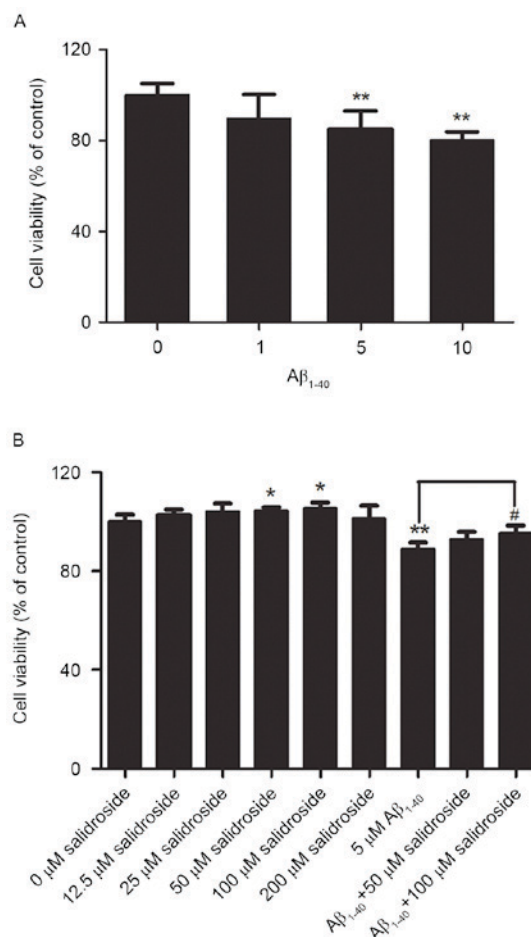 A
Cell viability (% of control)
120
80
40
0
**
**
0 1 5 10
Aβ₁₋₄₀
B
Cell viability (% of control)
120
80
40
0
*
*
**
#
0 μM salidroside
12.5 μM salidroside
25 μM salidroside
50 μM salidroside
100 μM salidroside
200 μM salidroside
5 μM Aβ₁₋₄₀
Aβ₁₋₄₀+50 μM salidroside
Aβ₁₋₄₀+100 μM salidroside